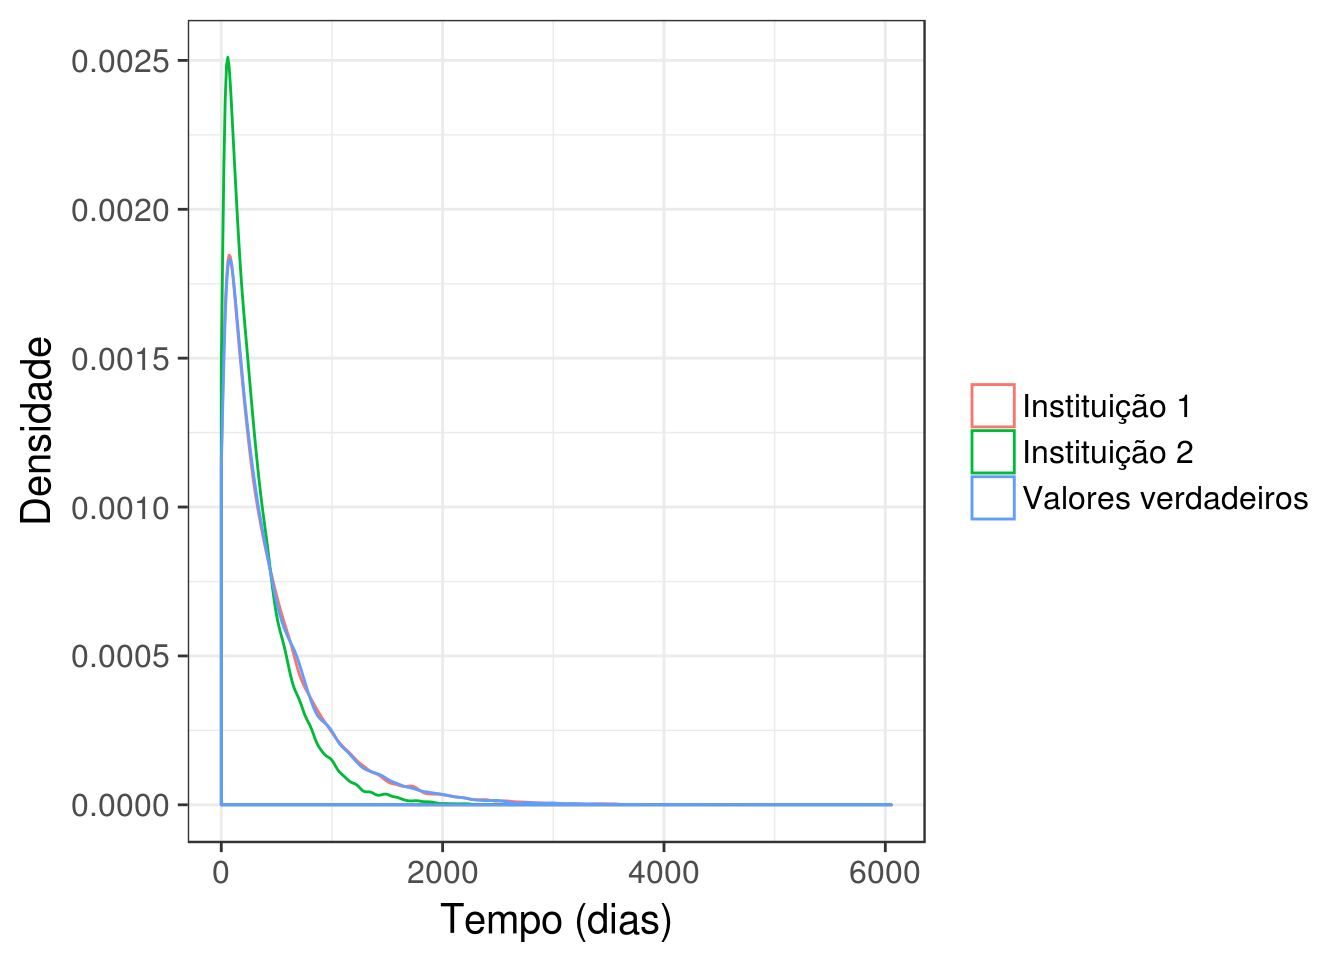 0.0025
0.0020
0.0015
0.0010
0.0005
0.0000
Densidade
0 2000 4000 6000
Tempo (dias)
Instituição 1
Instituição 2
Valores verdadeiros